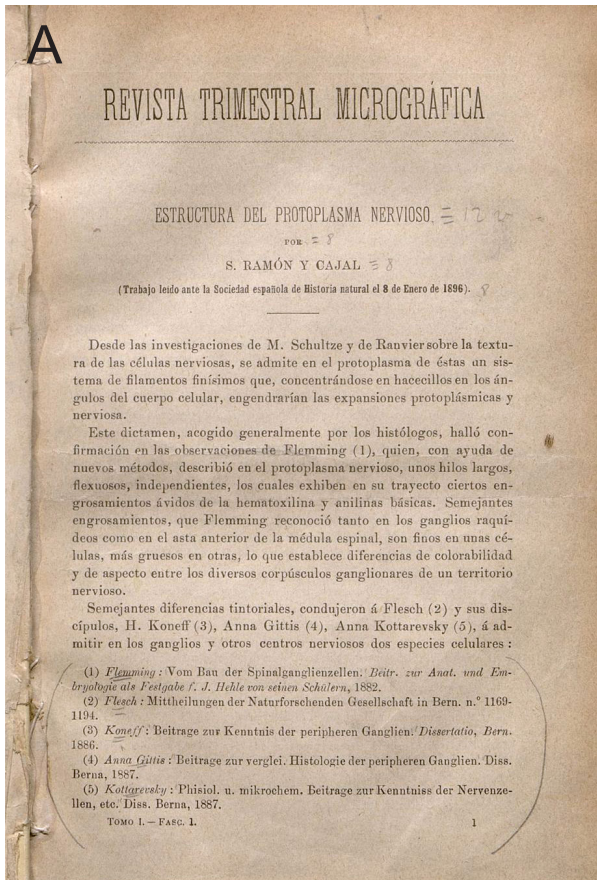 A
REVISTA TRIMESTRAL MICROGRÁFICA
ESTRUCTURA DEL PROTOPLASMA NERVIOSO. = 12
POR = 8
S. RAMÓN Y CAJAL = 8
(Trabajo leído ante la Sociedad española de Historia natural el 8 de Enero de 1896). 8
Desde las investigaciones de M. Schultze y de Ranvier sobre la textu-
ra de las células nerviosas, se admite en el protoplasma de éstas un sis-
tema de filamentos finísimos que, concentrándose en hacecillos en los án-
gulos del cuerpo celular, engendrarían las expansiones protoplásmicas y
nerviosa.
Este dictamen, acogido generalmente por los histólogos, halló con-
firmación en las observaciones de Flemming (1), quien, con ayuda de
nuevos métodos, describió en el protoplasma nervioso, unos hilos largos,
flexuosos, independientes, los cuales exhiben en su trayecto ciertos en-
grosamientos ávidos de la hematoxilina y anilinas básicas. Semejantes
engrosamientos, que Flemming reconoció tanto en los ganglios raquí-
deos como en el asta anterior de la médula espinal, son finos en unas cé-
lulas, más gruesos en otras, lo que establece diferencias de colorabilidad
y de aspecto entre los diversos corpúsculos ganglionares de un territorio
nervioso.
Semejantes diferencias tintoriales, condujeron á Flesch (2) y sus dis-
cípulos, H. Koneff (3), Anna Gittis (4), Anna Kottarevsky (5), á ad-
mitir en los ganglios y otros centros nerviosos dos especies celulares :
(1) Flemming : Vom Bau der Spinalganglienzellen. Beitr. zur Anat. und Em-
bryologie als Festgabe f. J. Hehle von seinen Schülern, 1882.
(2) Flesch : Mittheilungen der Naturforschenden Gesellschaft in Bern. n.º 1169-
1194.
(3) Koneff : Beitrage zur Kenntnis der peripheren Ganglien. Dissertatio, Bern.
1886.
(4) Anna Gittis : Beitrage zur verglei. Histologie der peripheren Ganglien. Diss.
Berna, 1887.
(5) Kottarevsky : Phisiol. u. mikrochem. Beitrage zur Kenntniss der Nervenze-
llen, etc. Diss. Berna, 1887.
TOMO I. — FASC. 1.
1